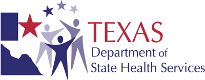 TEXAS
Department of
State Health Services